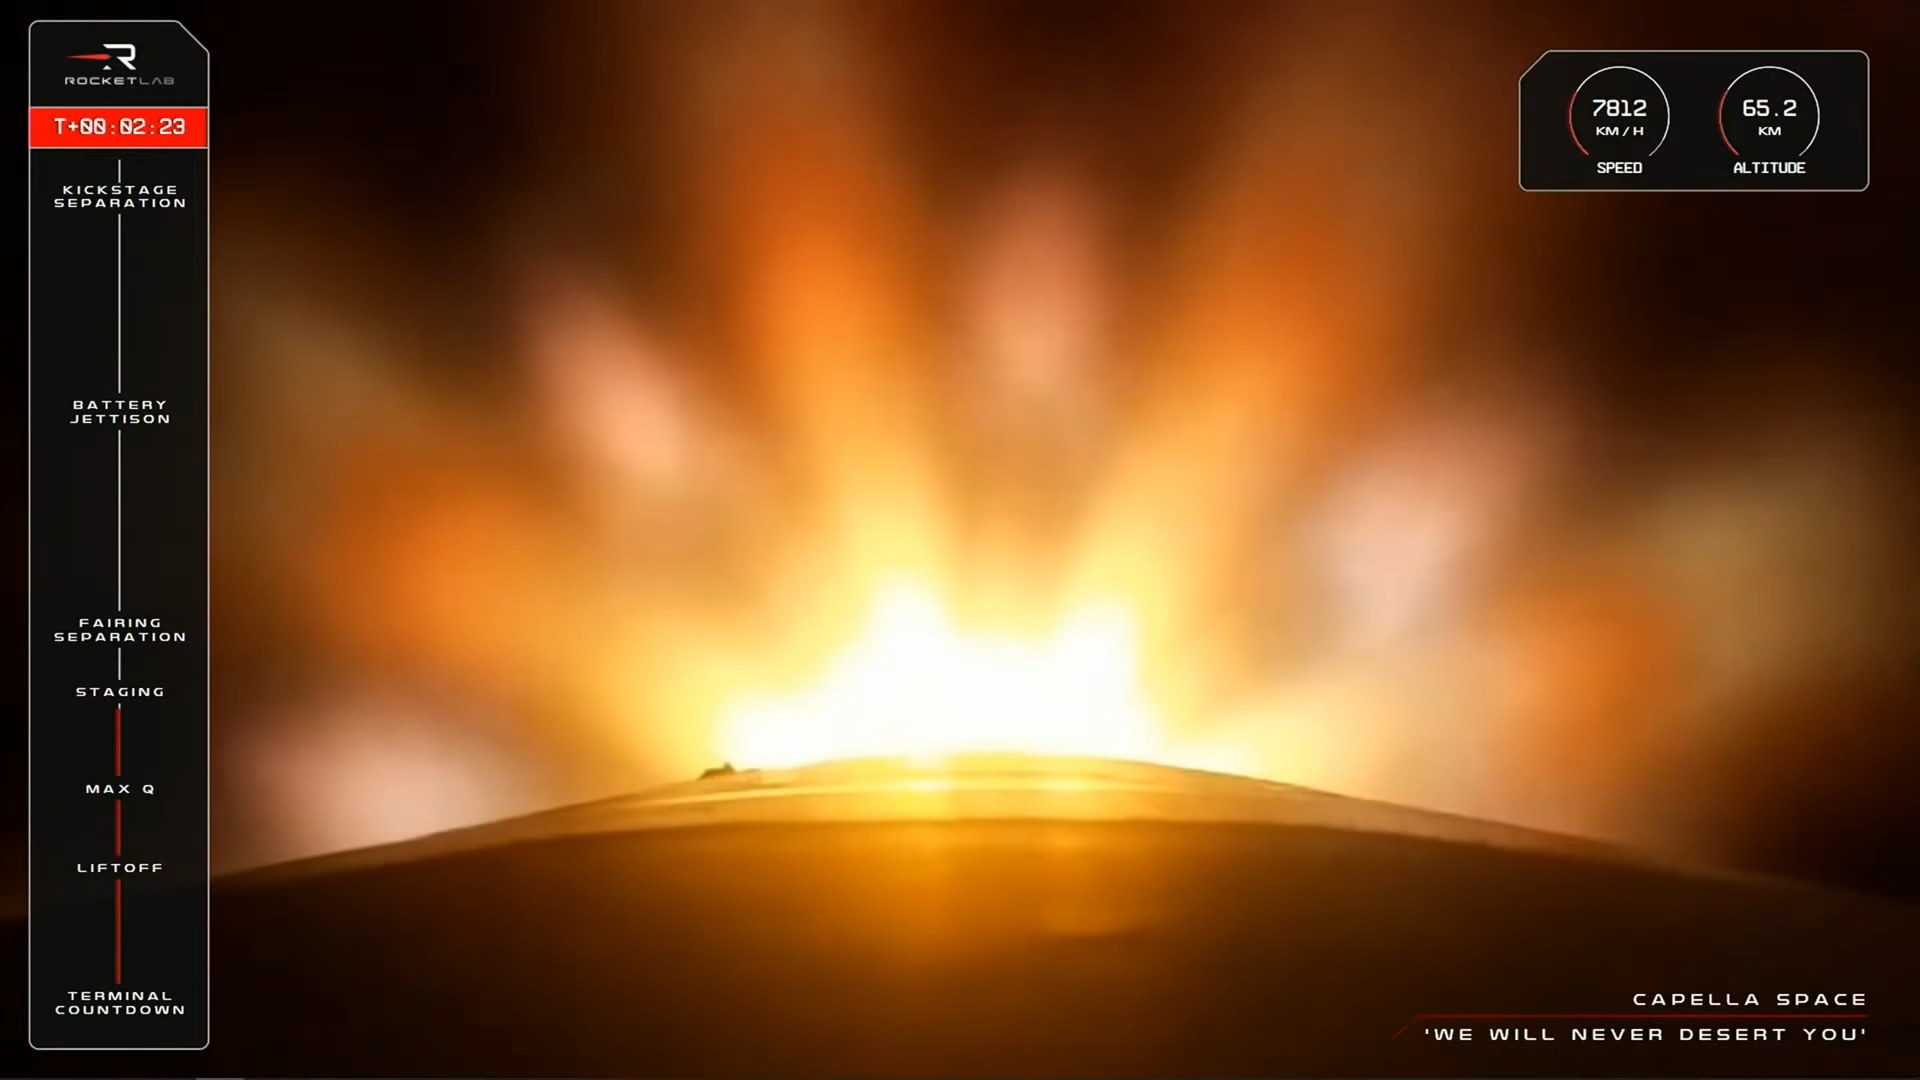 ROCKETLAB
T+00:02:23
KICKSTAGE
SEPARATION
BATTERY
JETTISON
FAIRING
SEPARATION
STAGING
MAX Q
LIFTOFF
TERMINAL
COUNTDOWN
7812
KM/H
SPEED
65.2
KM
ALTITUDE
CAPELLA SPACE
'WE WILL NEVER DESERT YOU'